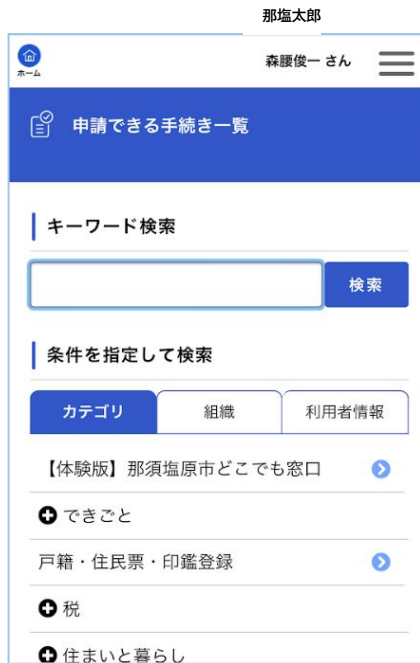 那塩太郎
ホーム
森腰俊一 さん
申請できる手続き一覧
キーワード検索
検索
条件を指定して検索
カテゴリ 組織 利用者情報
【体験版】那須塩原市どこでも窓口
できごと
戸籍・住民票・印鑑登録
税
住まいと暮らし